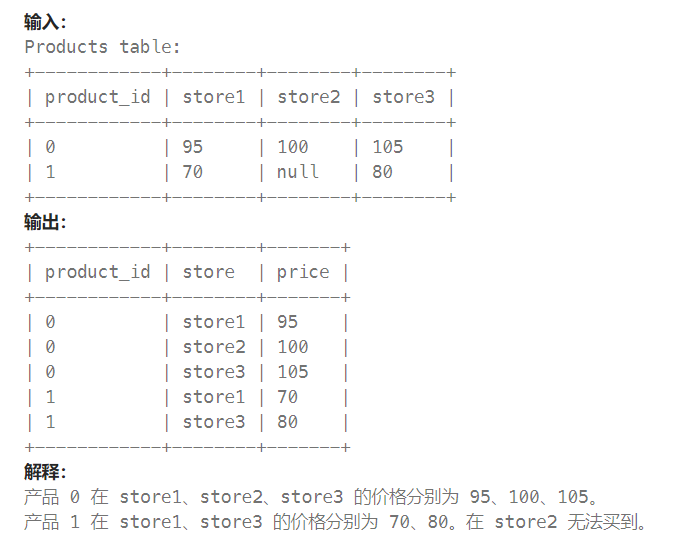 输入：
Products table:
+------------+--------+--------+--------+
| product_id | store1 | store2 | store3 |
+------------+--------+--------+--------+
| 0          | 95     | 100    | 105    |
| 1          | 70     | null   | 80     |
+------------+--------+--------+--------+
输出：
+------------+--------+-------+
| product_id | store  | price |
+------------+--------+-------+
| 0          | store1 | 95    |
| 0          | store2 | 100   |
| 0          | store3 | 105   |
| 1          | store1 | 70    |
| 1          | store3 | 80    |
+------------+--------+-------+
解释：
产品 0 在 store1、store2、store3 的价格分别为 95、100、105。
产品 1 在 store1、store3 的价格分别为 70、80。在 store2 无法买到。